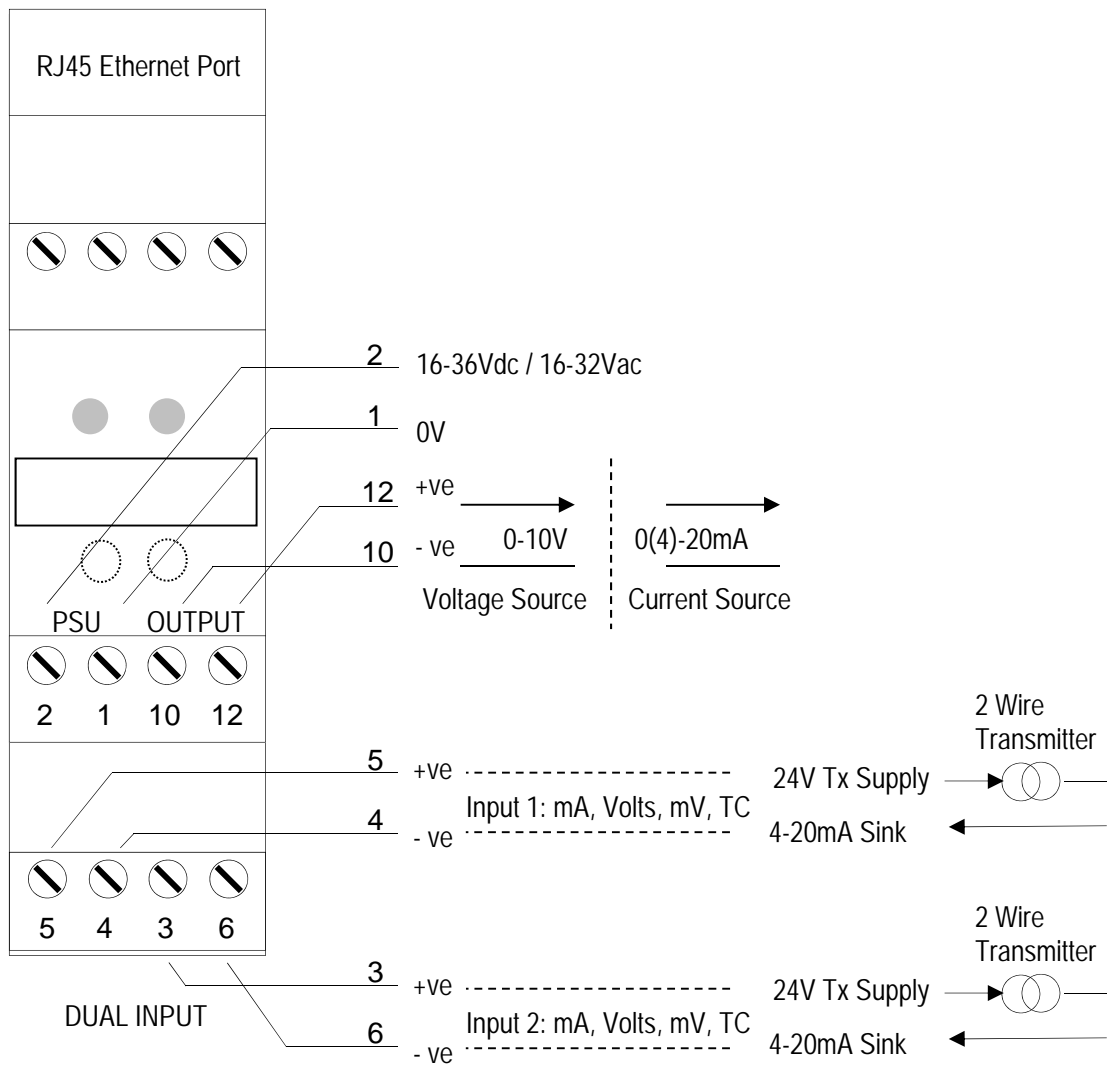 RJ45 Ethernet Port
2 16-36Vdc / 16-32Vac
1 0V
12 +ve
10 - ve 0-10V 0(4)-20mA
Voltage Source Current Source
PSU OUTPUT
2 1 10 12
2 Wire
Transmitter
5 +ve 24V Tx Supply
Input 1: mA, Volts, mV, TC
4 - ve 4-20mA Sink
5 4 3 6
2 Wire
Transmitter
3 +ve 24V Tx Supply
DUAL INPUT
Input 2: mA, Volts, mV, TC
6 - ve 4-20mA Sink